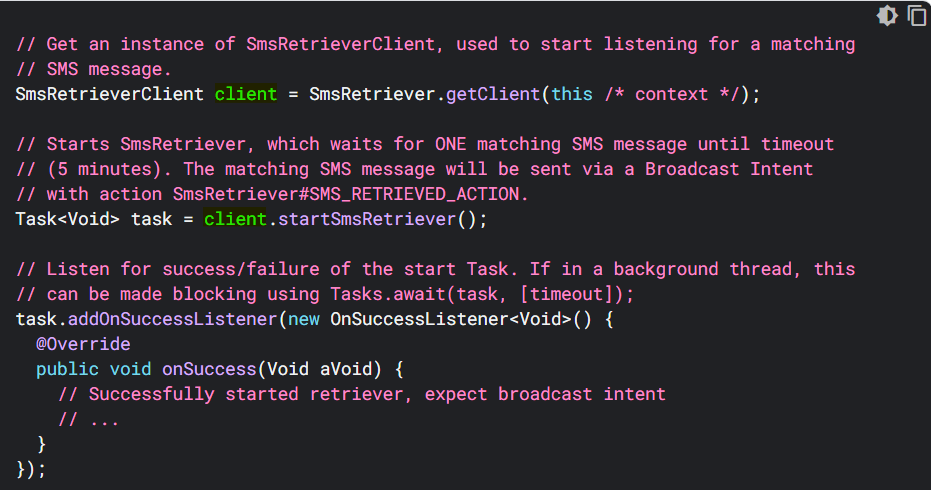 // Get an instance of SmsRetrieverClient, used to start listening for a matching
// SMS message.
SmsRetrieverClient client = SmsRetriever.getClient(this /* context */);

// Starts SmsRetriever, which waits for ONE matching SMS message until timeout
// (5 minutes). The matching SMS message will be sent via a Broadcast Intent
// with action SmsRetriever#SMS_RETRIEVED_ACTION.
Task<Void> task = client.startSmsRetriever();

// Listen for success/failure of the start Task. If in a background thread, this
// can be made blocking using Tasks.await(task, [timeout]);
task.addOnSuccessListener(new OnSuccessListener<Void>() {
  @Override
  public void onSuccess(Void aVoid) {
    // Successfully started retriever, expect broadcast intent
    // ...
  }
});